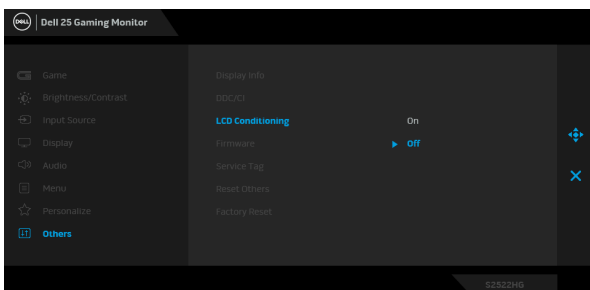 DELL Dell 25 Gaming Monitor
Game
Brightness/Contrast
Input Source
Display
Audio
Menu
Personalize
Others
Display Info
DDC/CI
LCD Conditioning On
Firmware Off
Service Tag
Reset Others
Factory Reset
S2522HG